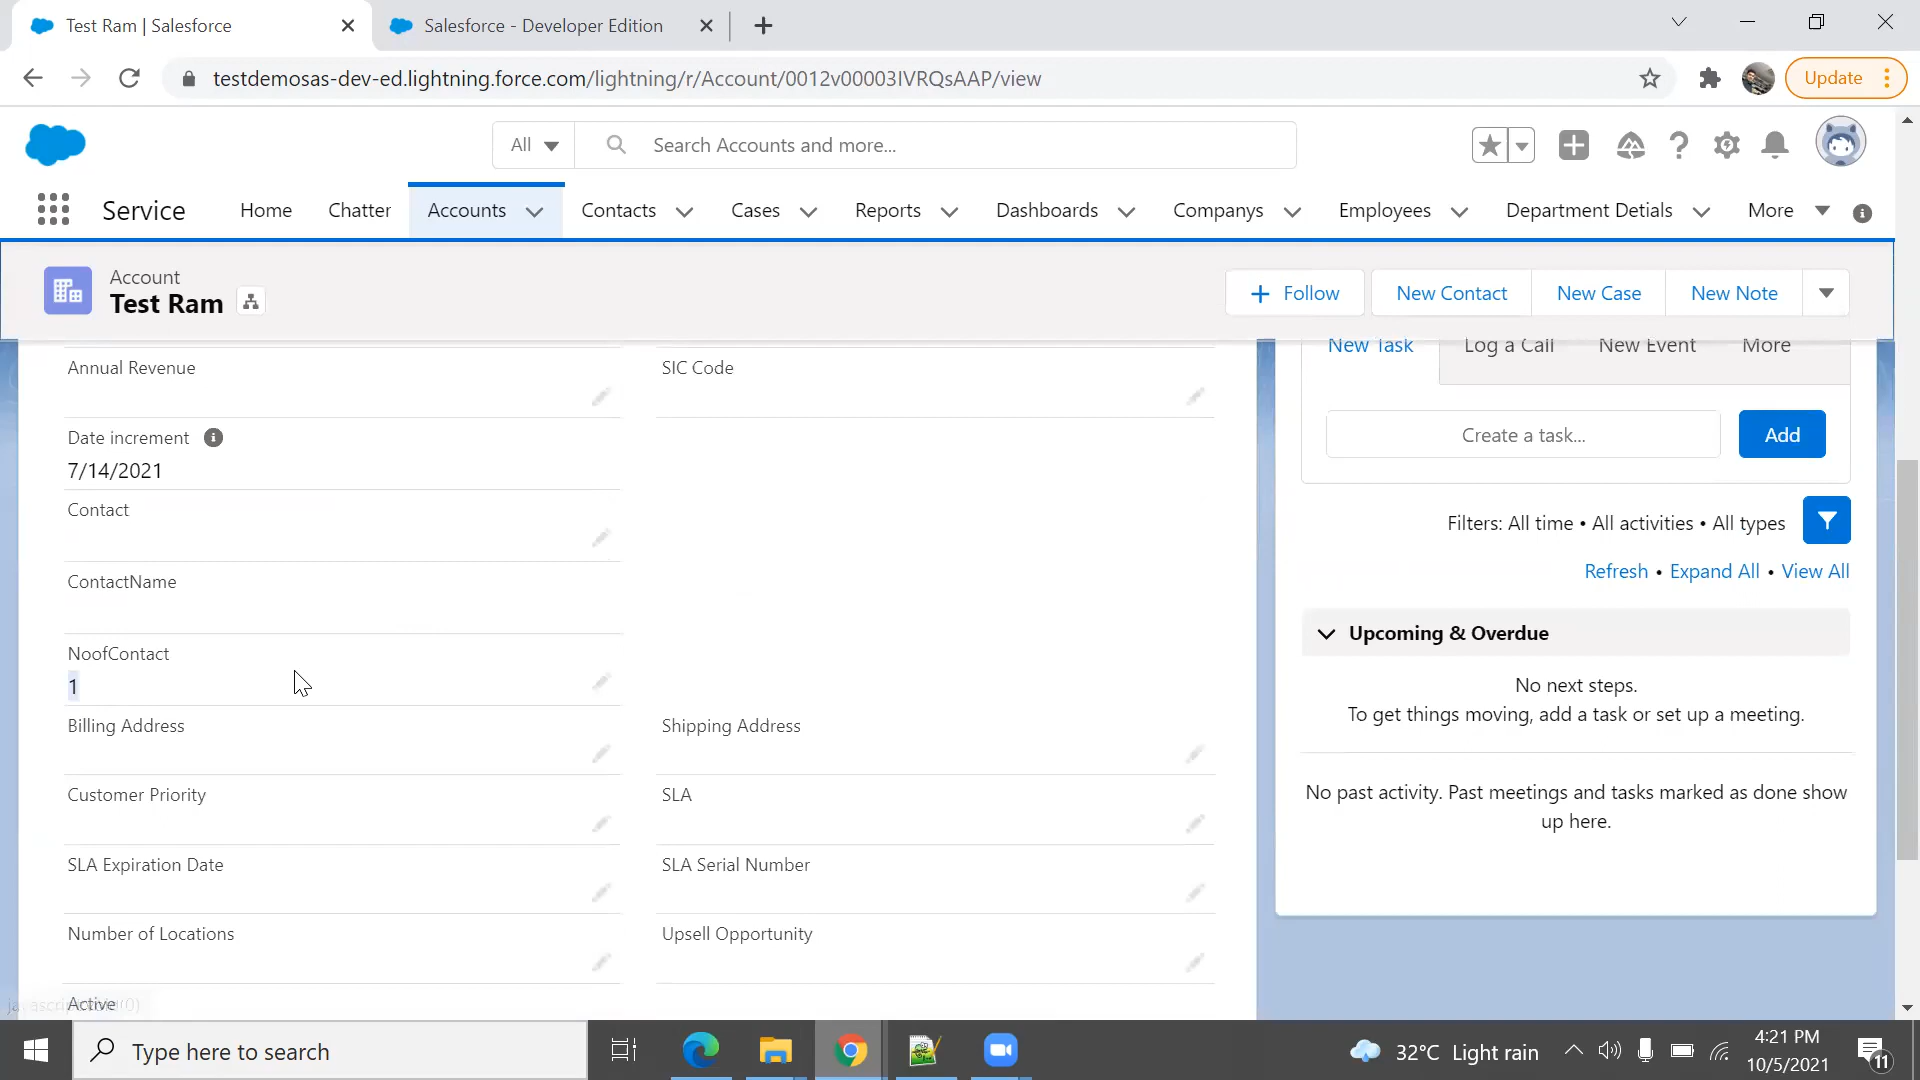 Test Ram | Salesforce
Salesforce - Developer Edition
testdemosas-dev-ed.lightning.force.com/lightning/r/Account/0012v00003IVRQsAAP/view
Update
All
Search Accounts and more...
Service
Home
Chatter
Accounts
Contacts
Cases
Reports
Dashboards
Companys
Employees
Department Detials
More
Account
Test Ram
Follow
New Contact
New Case
New Note
Annual Revenue
SIC Code
Date increment
7/14/2021
Contact
ContactName
NoofContact
1
Billing Address
Shipping Address
Customer Priority
SLA
SLA Expiration Date
SLA Serial Number
Number of Locations
Upsell Opportunity
Active
New Task
Log a Call
New Event
More
Create a task...
Add
Filters: All time • All activities • All types
Refresh • Expand All • View All
Upcoming & Overdue
No next steps.
To get things moving, add a task or set up a meeting.
No past activity. Past meetings and tasks marked as done show
up here.
Type here to search
32°C Light rain
4:21 PM
10/5/2021
11